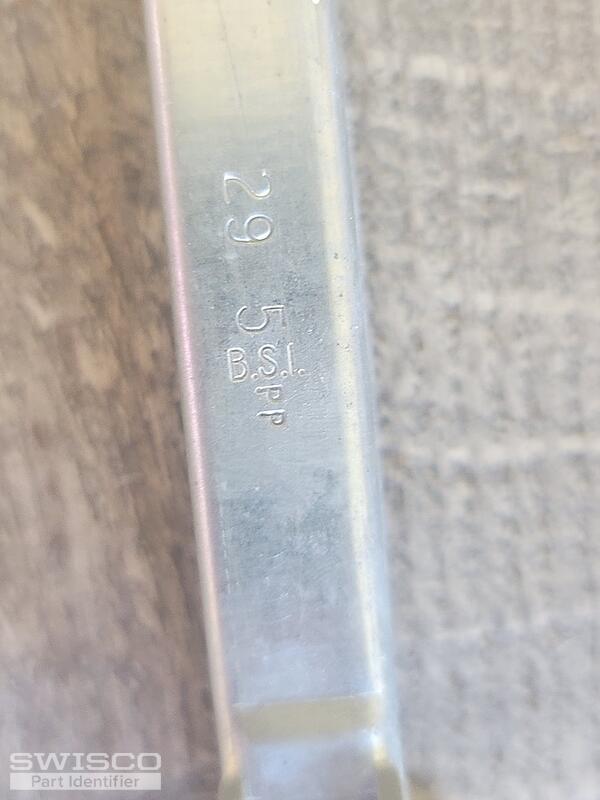 29 5
B.S.I.
PP
SWISCO
Part Identifier